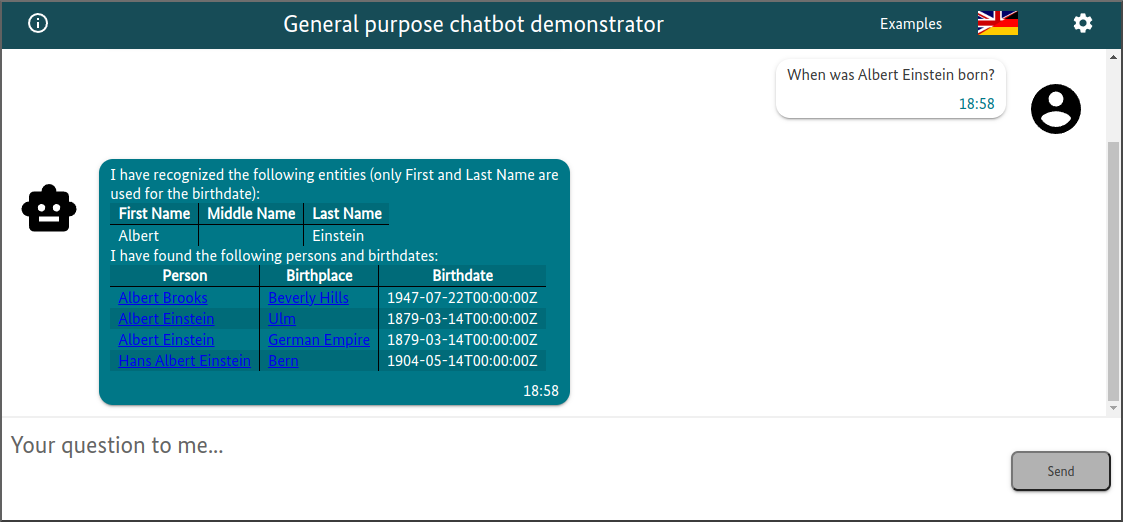 General purpose chatbot demonstrator
Examples
When was Albert Einstein born?
18:58
I have recognized the following entities (only First and Last Name are
used for the birthdate):
First Name Middle Name Last Name
Albert Einstein
I have found the following persons and birthdates:
Person Birthplace Birthdate
Albert Brooks Beverly Hills 1947-07-22T00:00:00Z
Albert Einstein Ulm 1879-03-14T00:00:00Z
Albert Einstein German Empire 1879-03-14T00:00:00Z
Hans Albert Einstein Bern 1904-05-14T00:00:00Z
18:58
Your question to me...
Send